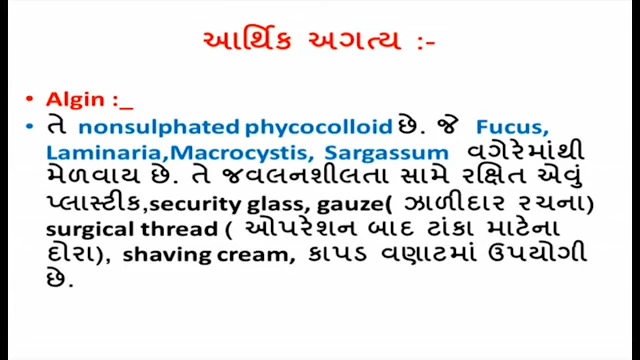 આર્થિક અગત્ય :-
• Algin :_
• તે nonsulphated phycocolloid છે. જે Fucus,
Laminaria,Macrocystis, Sargassum વગેરેમાંથી
મેળવાય છે. તે જવલનશીલતા સામે રક્ષિત એવું
પ્લાસ્ટીક,security glass, gauze( ઝાળીદાર રચના)
surgical thread ( ઓપરેશન બાદ ટાંકા માટેના
દોરા), shaving cream, કાપડ વણાટમાં ઉપયોગી
છે.